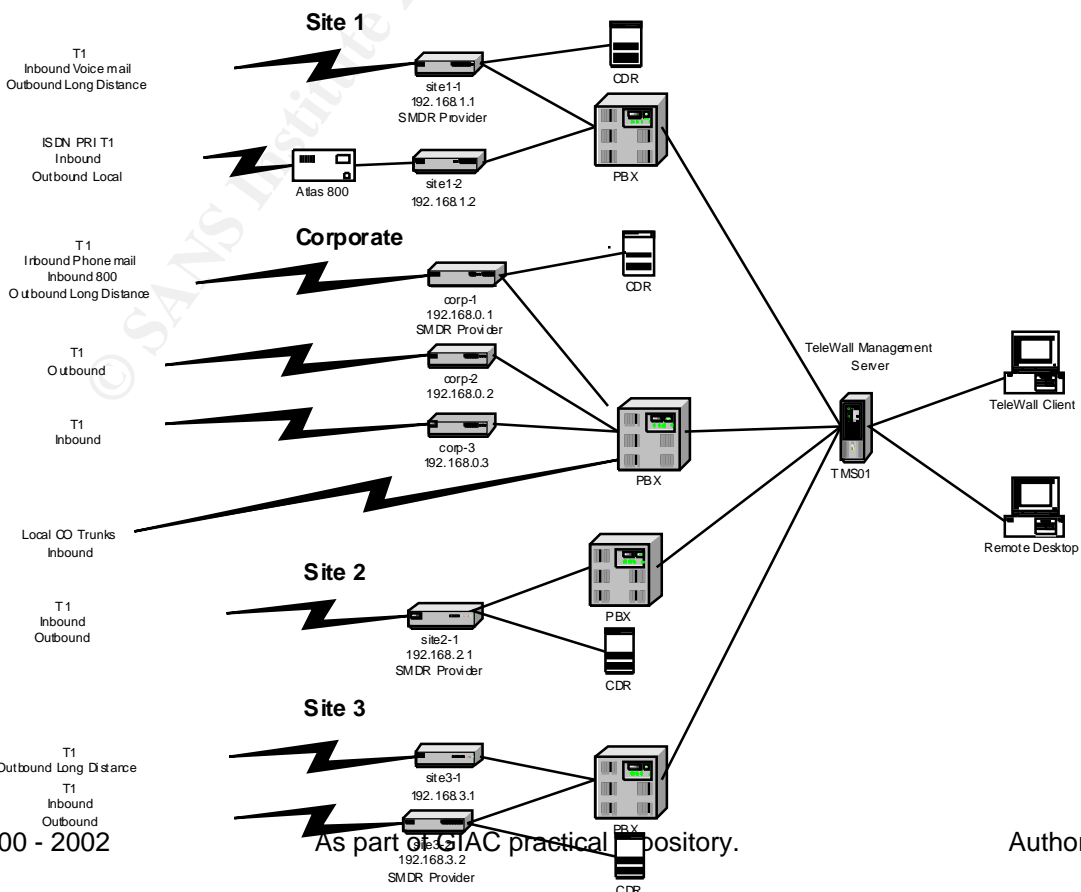 Site 1
T1
Inbound Voice mail
Outbound Long Distance
site1-1
192.168.1.1
SMDR Provider
CDR
ISDN PRI T1
Inbound
Outbound Local
Atlas 800
site1-2
192.168.1.2
PBX
Corporate
T1
Inbound Phone mail
Inbound 800
Outbound Long Distance
corp-1
192.168.0.1
SMDR Provider
CDR
T1
Outbound
corp-2
192.168.0.2
T1
Inbound
corp-3
192.168.0.3
PBX
TeleWall Management
Server
TMS01
TeleWall Client
Remote Desktop
Local CO Trunks
Inbound
Site 2
T1
Inbound
Outbound
site2-1
192.168.2.1
SMDR Provider
PBX
CDR
Site 3
T1
Outbound Long Distance
site3-1
192.168.3.1
T1
Inbound
Outbound
site3-2
192.168.3.2
SMDR Provider
PBX
CDR
© SANS Institute
00 - 2002
As part of GIAC practical repository.
Author